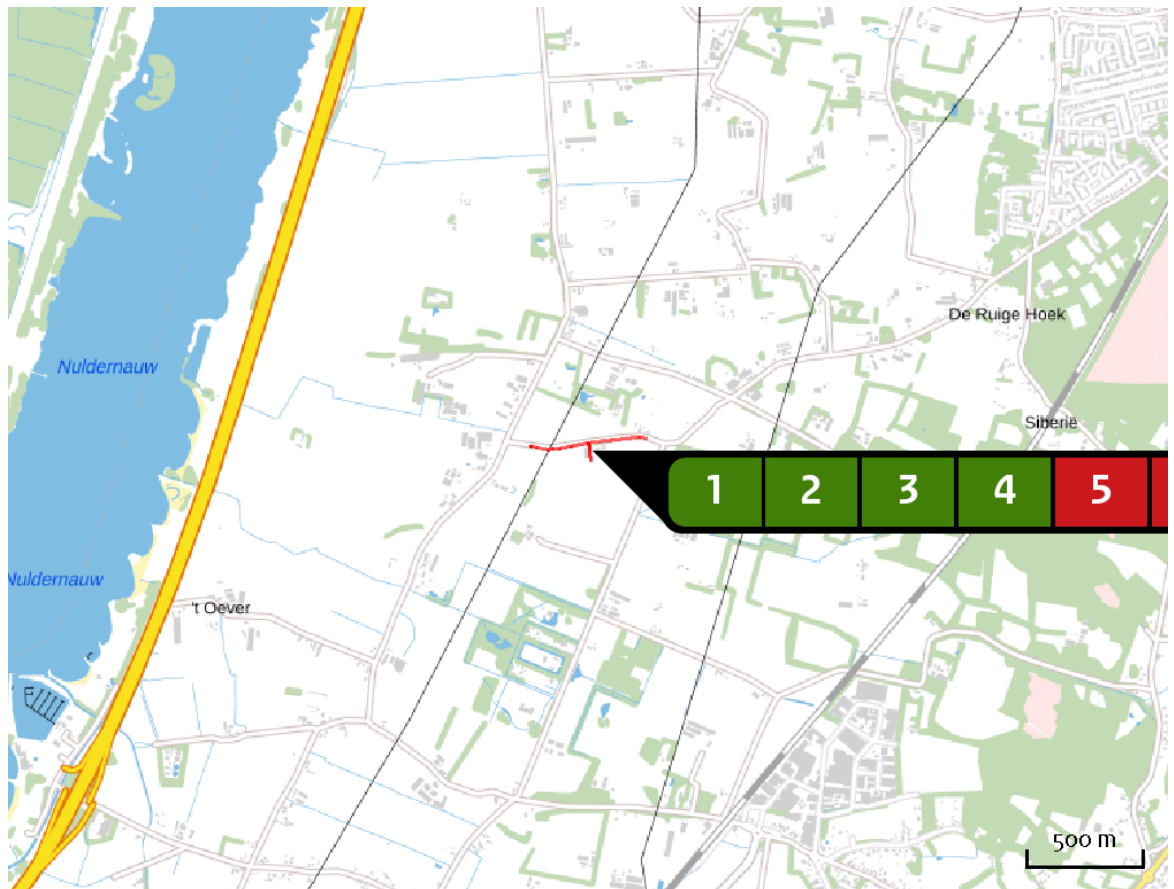 De Ruige Hoek
Nuldernauw
Siberië
1 2 3 4 5
Nuldernauw
't Oever
500 m